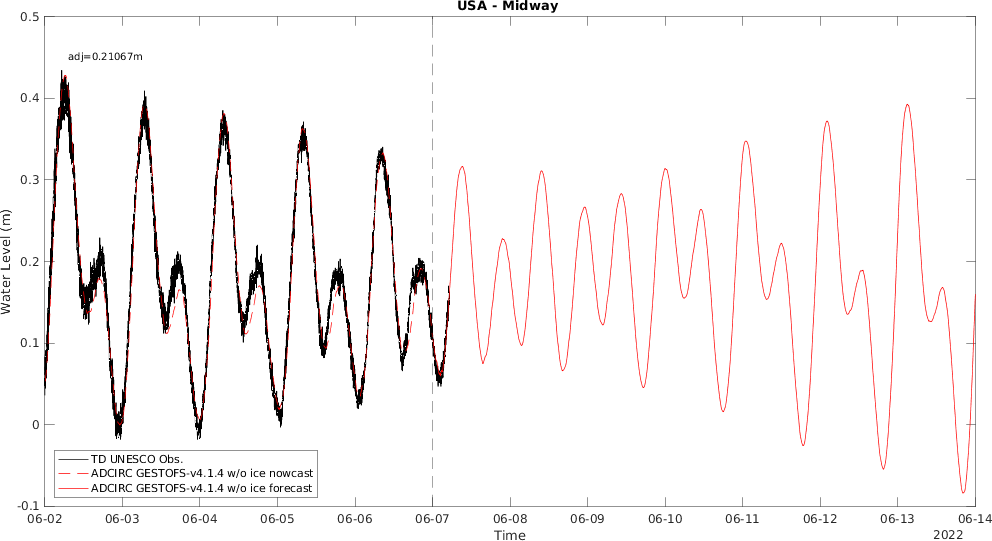 USA - Midway
0.5
adj=0.21067m
0.4
0.3
0.2
0.1
0
-0.1
Water Level (m)
TD UNESCO Obs.
ADCIRC GESTOFS-v4.1.4 w/o ice nowcast
ADCIRC GESTOFS-v4.1.4 w/o ice forecast
06-02 06-03 06-04 06-05 06-06 06-07 06-08 06-09 06-10 06-11 06-12 06-13 06-14
Time
2022